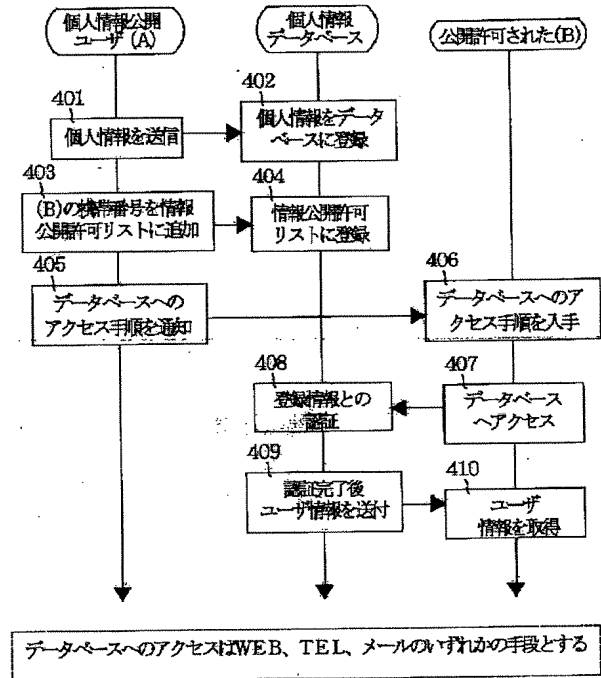 個人情報公開
ユーザ(A)
個人情報
データベース
公開許可された(B)
401
個人情報を送信
402
個人情報をデータ
ベースに登録
403
(B)の携帯番号を情報
公開許可リストに追加
404
情報公開許可
リストに登録
405
データベースへの
アクセス手順を通知
406
データベースへのア
クセス手順を入手
408
登録情報との
認証
407
データベース
へアクセス
409
認証完了後
ユーザ情報を送付
410
ユーザ
情報を取得
データベースへのアクセスはWEB、TEL、メールのいずれかの手段とする